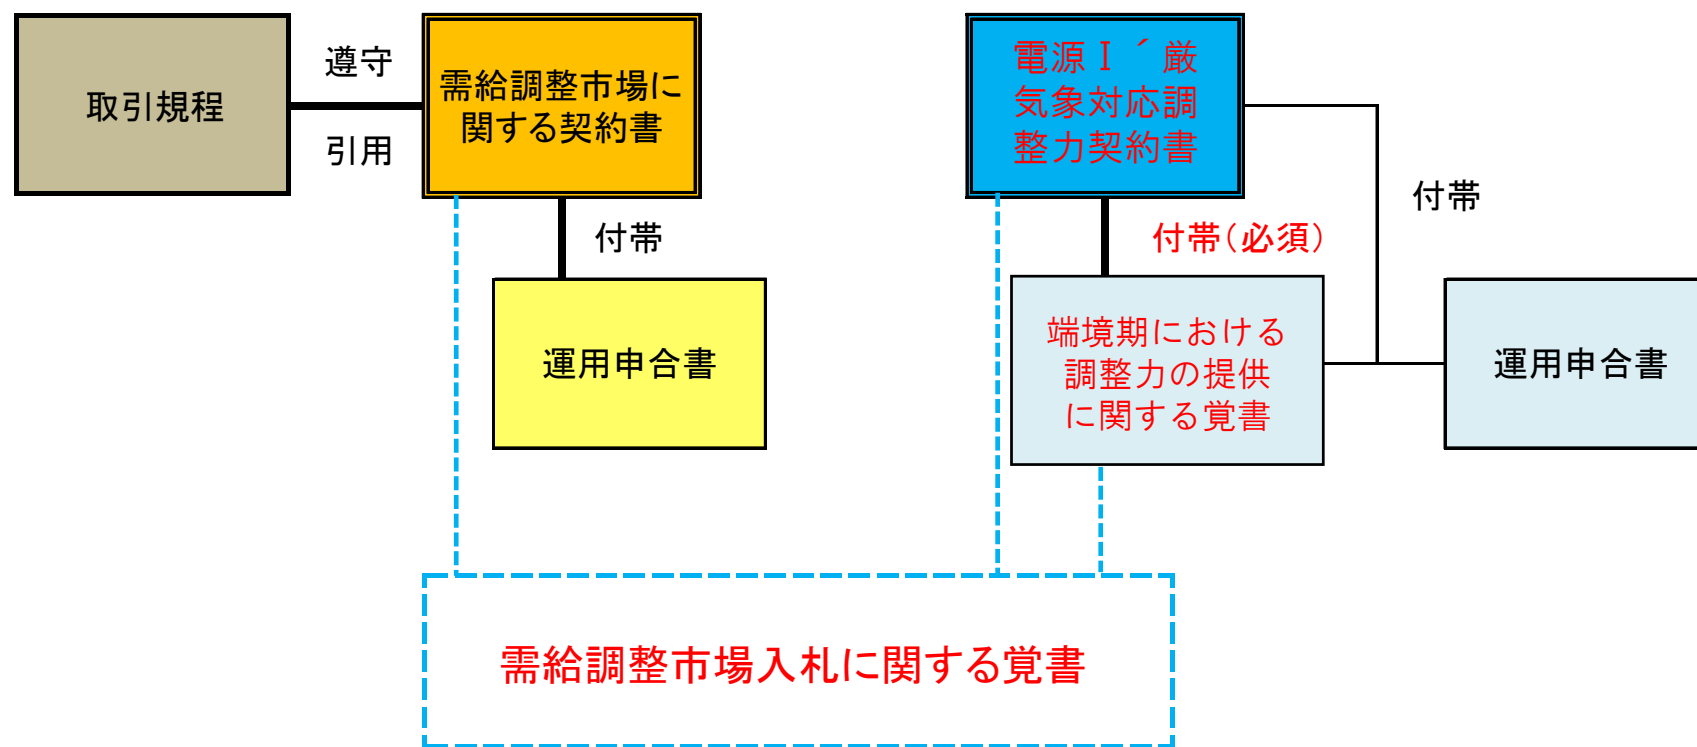 取引規程
遵守
引用
需給調整市場に
関する契約書
付帯
運用申合書
電源Ⅰ´厳
気象対応調
整力契約書
付帯(必須)
付帯
端境期における
調整力の提供
に関する覚書
運用申合書
需給調整市場入札に関する覚書